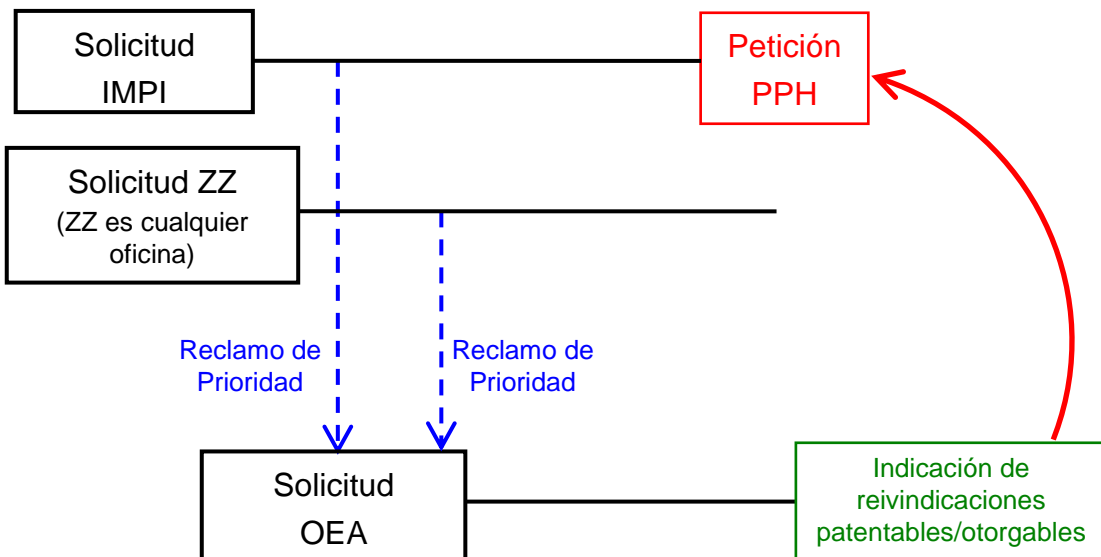 Solicitud
IMPI
Petición
PPH
Solicitud ZZ
(ZZ es cualquier
oficina)
Reclamo de
Prioridad
Reclamo de
Prioridad
Solicitud
OEA
Indicación de
reivindicaciones
patentables/otorgables